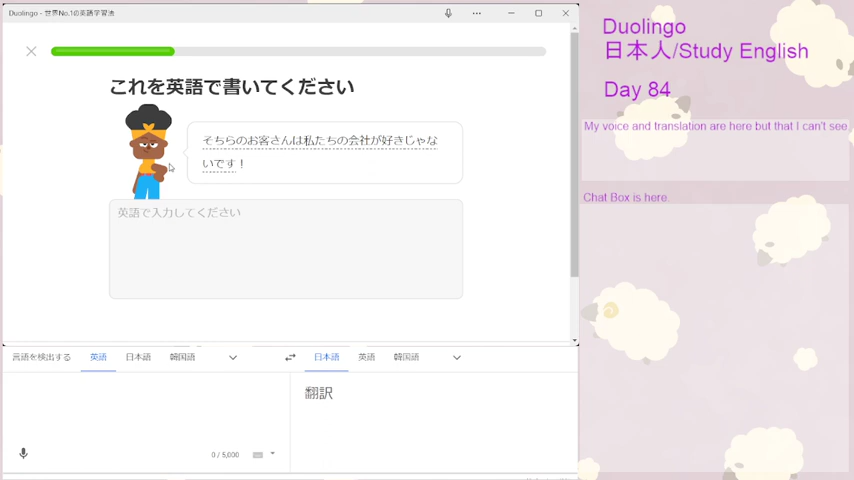 Duolingo - 世界No.1の英語学習法
これを英語で書いてください
そちらのお客さんは私たちの会社が好きじゃな
いです！
英語で入力してください
言語を検出する 英語 日本語 韓国語 日本語 英語 韓国語
翻訳
0 / 5,000
Duolingo
日本人/Study English
Day 84
My voice and translation are here but that I can't see
Chat Box is here.